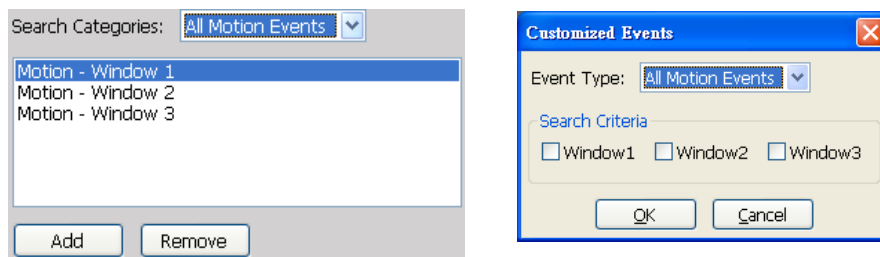 Search Categories: All Motion Events
Motion - Window 1
Motion - Window 2
Motion - Window 3
Add Remove
Customized Events
Event Type: All Motion Events
Search Criteria
Window1 Window2 Window3
OK Cancel